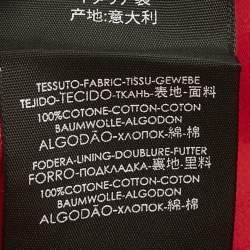 产地:意大利
TESSUTO-FABRIC-TISSU-GEWEBE
TEJIDO-TECIDO-ТКАНЬ-表地-面料
100%COTONE-COTTON-COTON
BAUMWOLLE-ALGODON
ALGODÃO-ХЛОПОК-綿-棉
FODERA-LINING-DOUBLURE-FUTTER
FORRO-ПОДКЛАДКА-裏地-里料
100%COTONE-COTTON-COTON
BAUMWOLLE-ALGODON
ALGODÃO-ХЛОПОК-綿-棉